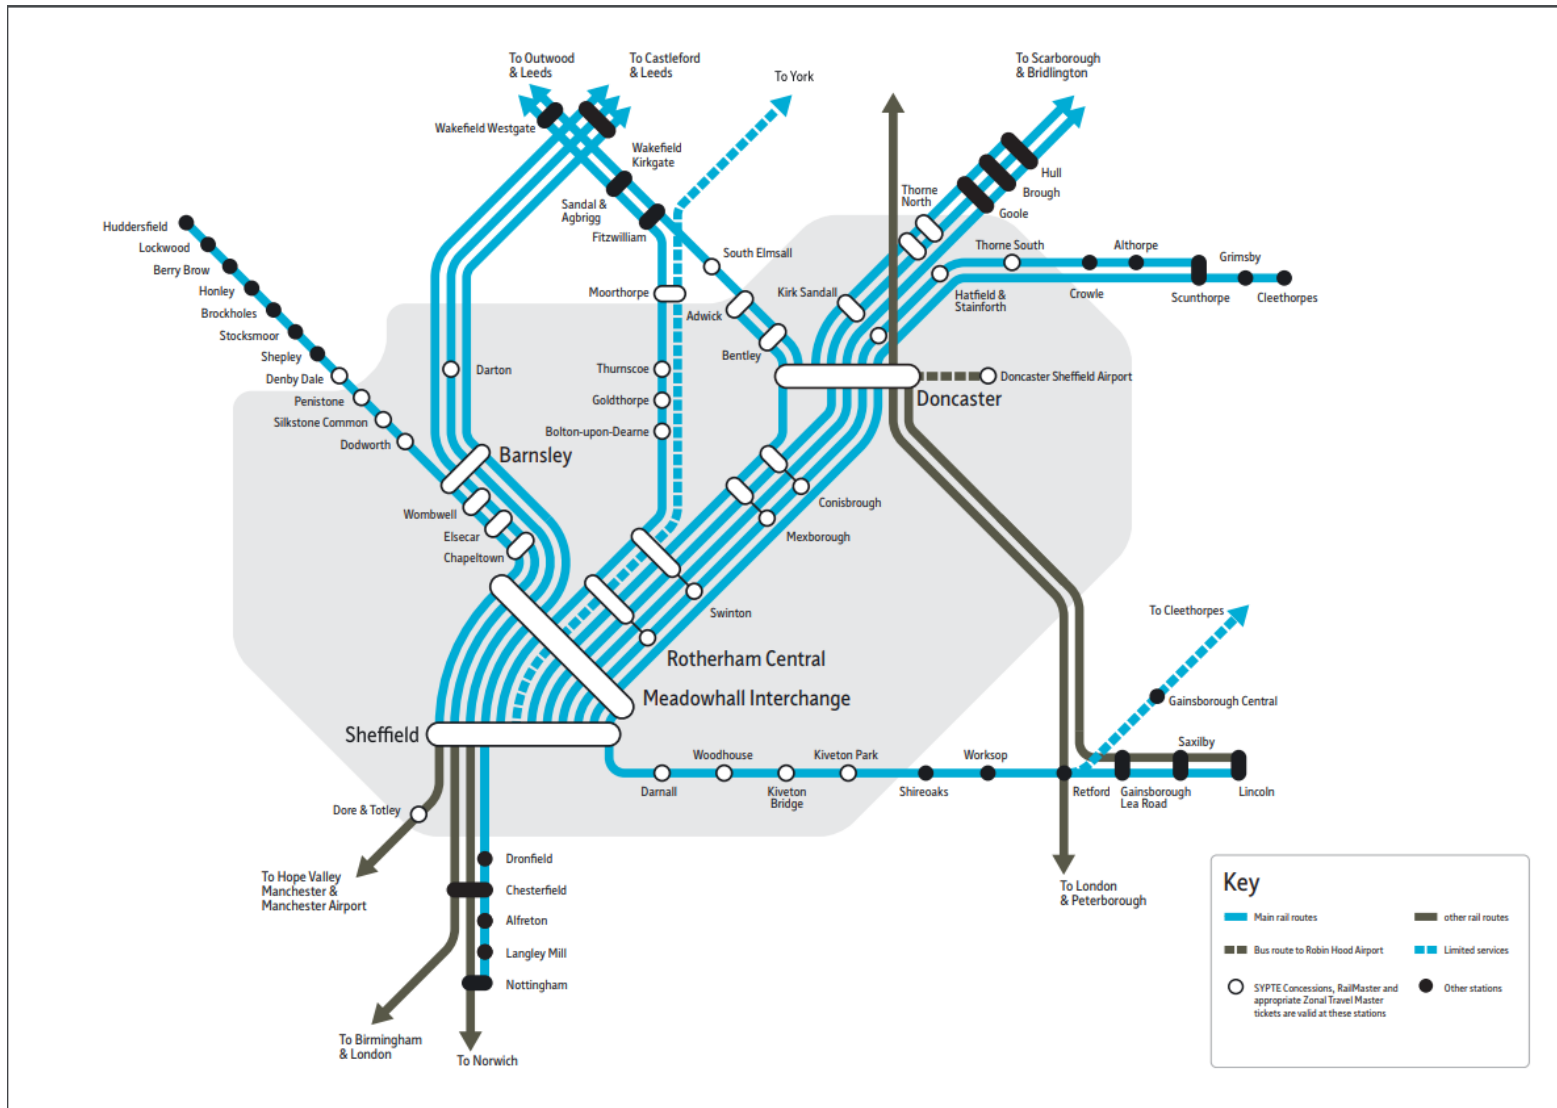 To Outwood
& Leeds
To Castleford
& Leeds
To York
To Scarborough
& Bridlington
Wakefield Westgate
Wakefield
Kirkgate
Sandal &
Agbrigg
Fitzwilliam
Hull
Brough
Goole
Thorne
North
Huddersfield
Lockwood
Berry Brow
Honley
Brockholes
Stocksmoor
Shepley
Denby Dale
Penistone
Silkstone Common
Dodworth
South Elmsall
Moorthorpe
Adwick
Bentley
Kirk Sandall
Thorne South
Althorpe
Grimsby
Hatfield &
Stainforth
Crowle
Scunthorpe
Cleethorpes
Darton
Thurnscoe
Goldthorpe
Bolton-upon-Dearne
Doncaster Sheffield Airport
Doncaster
Barnsley
Wombwell
Elsecar
Chapeltown
Conisbrough
Mexborough
Swinton
Rotherham Central
Meadowhall Interchange
Sheffield
To Cleethorpes
Gainsborough Central
Saxilby
Woodhouse
Kiveton Park
Worksop
Darnall
Kiveton
Bridge
Shireoaks
Retford
Gainsborough
Lea Road
Lincoln
Dore & Totley
To Hope Valley
Manchester &
Manchester Airport
Dronfield
Chesterfield
Alfreton
Langley Mill
Nottingham
To Birmingham
& London
To Norwich
To London
& Peterborough
Key
Main rail routes
other rail routes
Bus route to Robin Hood Airport
Limited services
SYPTE Concessions, RailMaster and
appropriate Zonal Travel Master
tickets are valid at these stations
Other stations